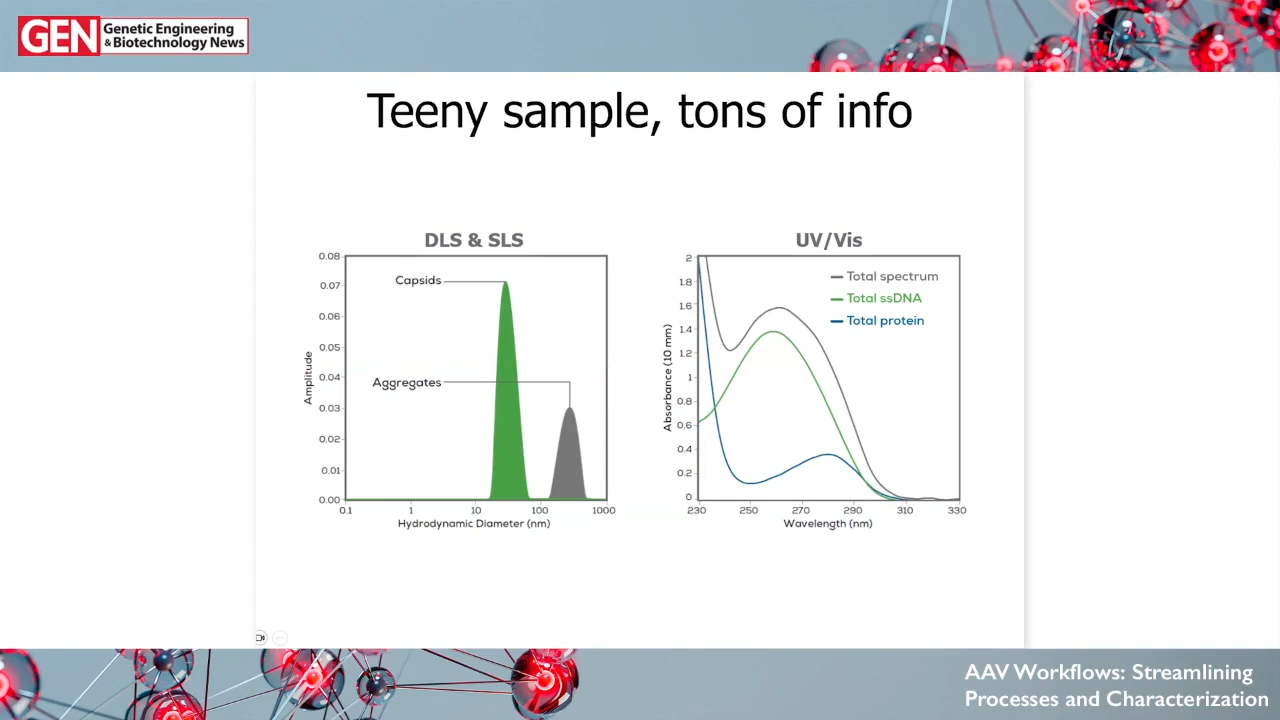 GEN Genetic Engineering
& Biotechnology News
Teeny sample, tons of info
DLS & SLS
0.08
0.07
0.06
0.05
0.04
0.03
0.02
0.01
0.00
Amplitude
Capsids
Aggregates
0.1 1 10 100 1000
Hydrodynamic Diameter (nm)
UV/Vis
2
1.8
1.6
1.4
1.2
1
0.8
0.6
0.4
0.2
0
Absorbance (10 mm)
Total spectrum
Total ssDNA
Total protein
230 250 270 290 310 330
Wavelength (nm)
AAV Workflows: Streamlining
Processes and Characterization